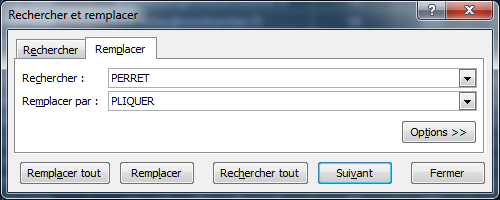 Rechercher et remplacer
Rechercher Remplacer
Rechercher : PERRET
Remplacer par : PLIQUER
Options >>
Remplacer tout Remplacer Rechercher tout Suivant Fermer